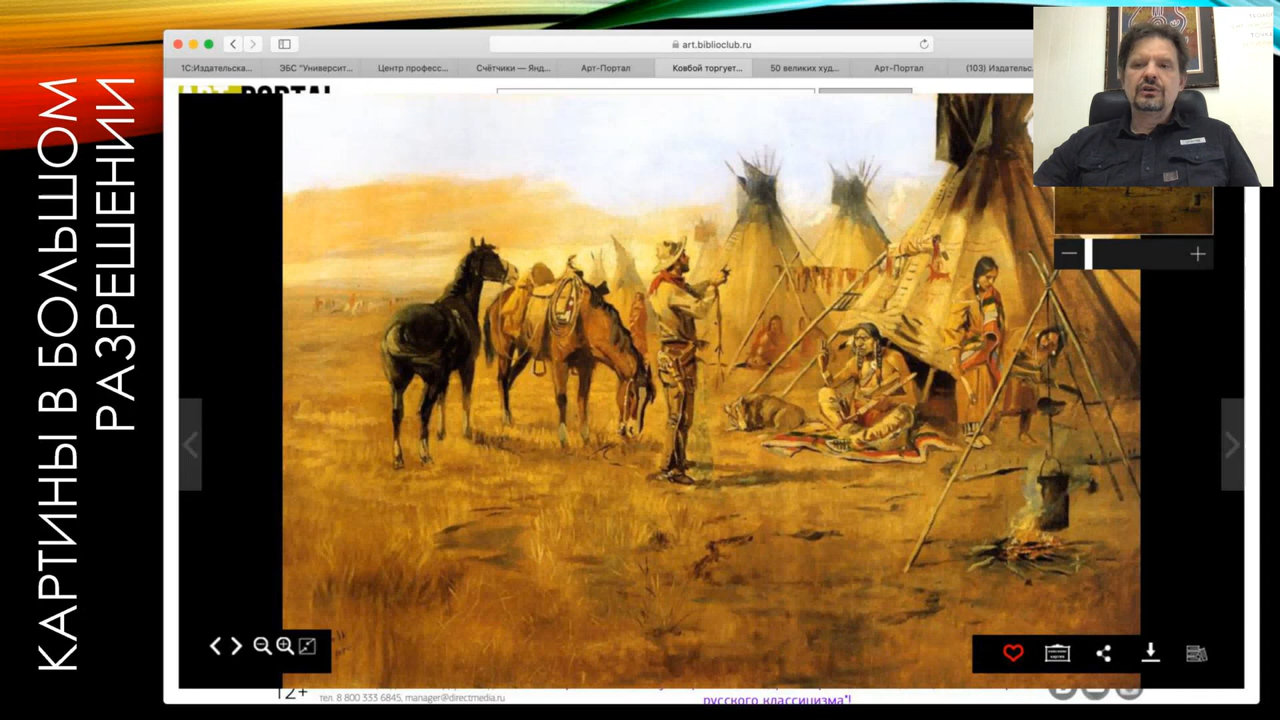 КАРТИНЫ В БОЛЬШОМ
РАЗРЕШЕНИИ
art.biblioclub.ru
1С:Издательска...
ЭБС "Университ...
Центр професс...
Счётчики — Янд...
Арт-Портал
Ковбой торгует...
50 великих худ...
Арт-Портал
(103) Издательс...
12+
тел. 8 800 333 6845, manager@directmedia.ru
русского классицизма"!